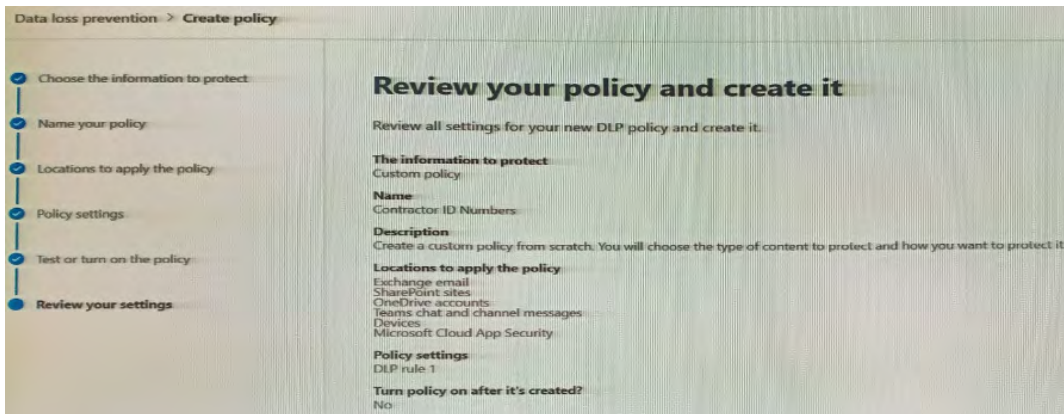 Data loss prevention > Create policy
Choose the information to protect
Name your policy
Locations to apply the policy
Policy settings
Test or turn on the policy
Review your settings
Review your policy and create it
Review all settings for your new DLP policy and create it.
The information to protect
Custom policy
Name
Contractor ID Numbers
Description
Create a custom policy from scratch. You will choose the type of content to protect and how you want to protect it
Locations to apply the policy
Exchange email
SharePoint sites
OneDrive accounts
Teams chat and channel messages
Devices
Microsoft Cloud App Security
Policy settings
DLP rule 1
Turn policy on after it's created?
No